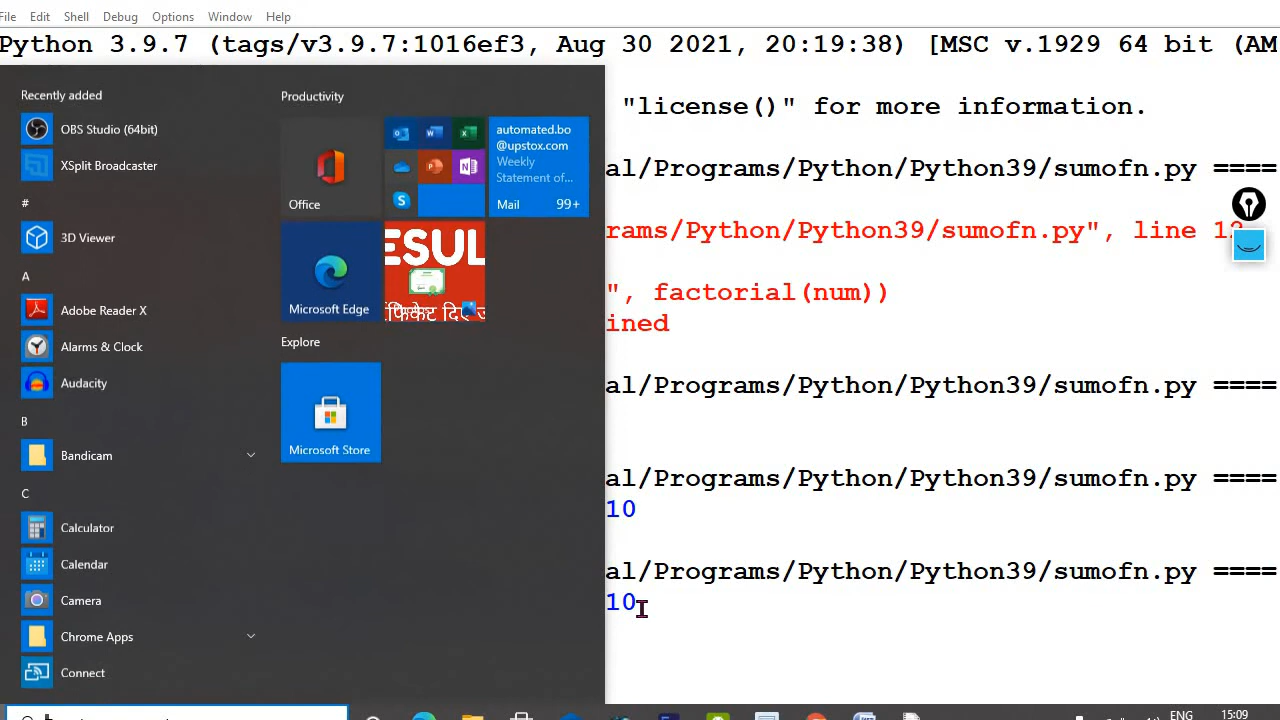 File Edit Shell Debug Options Window Help
Python 3.9.7 (tags/v3.9.7:1016ef3, Aug 30 2021, 20:19:38) [MSC v.1929 64 bit (AM
"license()" for more information.
al/Programs/Python/Python39/sumofn.py ====
rams/Python/Python39/sumofn.py", line 12
", factorial(num))
ined
al/Programs/Python/Python39/sumofn.py ====
al/Programs/Python/Python39/sumofn.py ====
10
al/Programs/Python/Python39/sumofn.py ====
10
Recently added
OBS Studio (64bit)
XSplit Broadcaster
#
3D Viewer
A
Adobe Reader X
Alarms & Clock
Audacity
B
Bandicam
C
Calculator
Calendar
Camera
Chrome Apps
Connect
Productivity
Office
automated.bo
@upstox.com
Weekly
Statement of...
Mail 99+
Microsoft Edge
ESUL
Explore
Microsoft Store
ENG
15:09